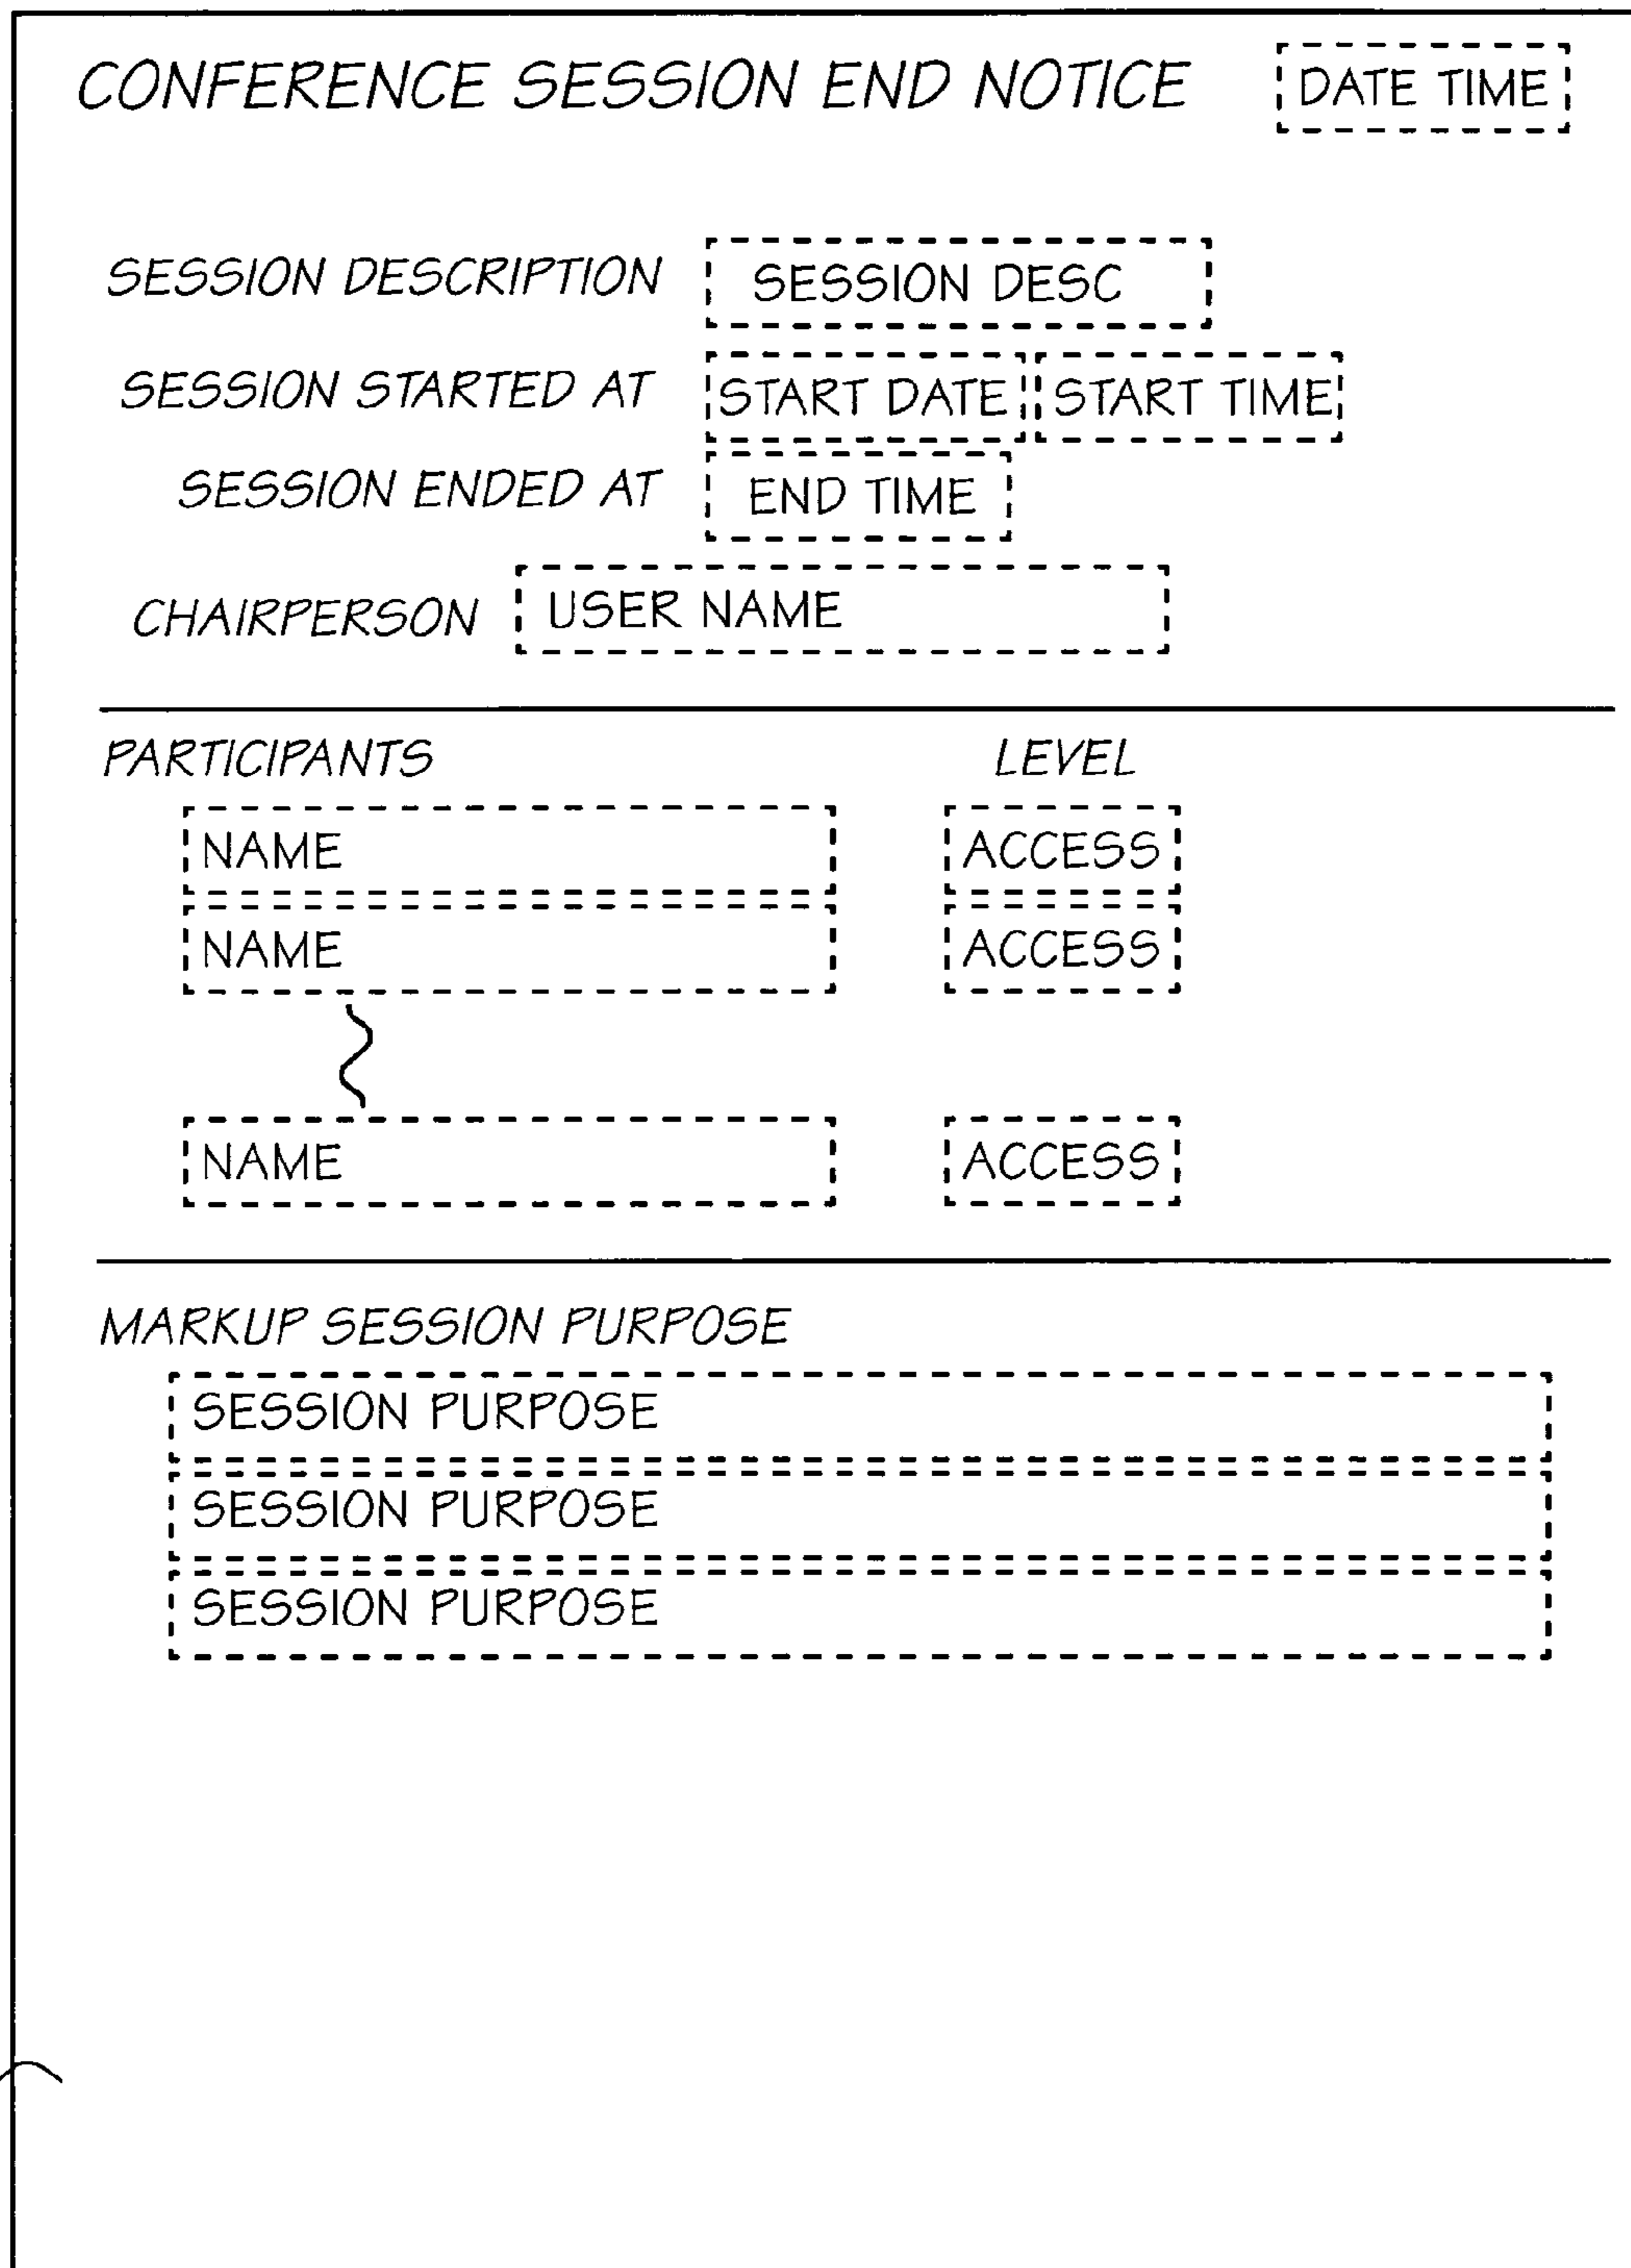 CONFERENCE SESSION END NOTICE DATE TIME
SESSION DESCRIPTION SESSION DESC
SESSION STARTED AT START DATE START TIME
SESSION ENDED AT END TIME
CHAIRPERSON USER NAME
PARTICIPANTS LEVEL
NAME ACCESS
NAME ACCESS
NAME ACCESS
MARKUP SESSION PURPOSE
SESSION PURPOSE
SESSION PURPOSE
SESSION PURPOSE